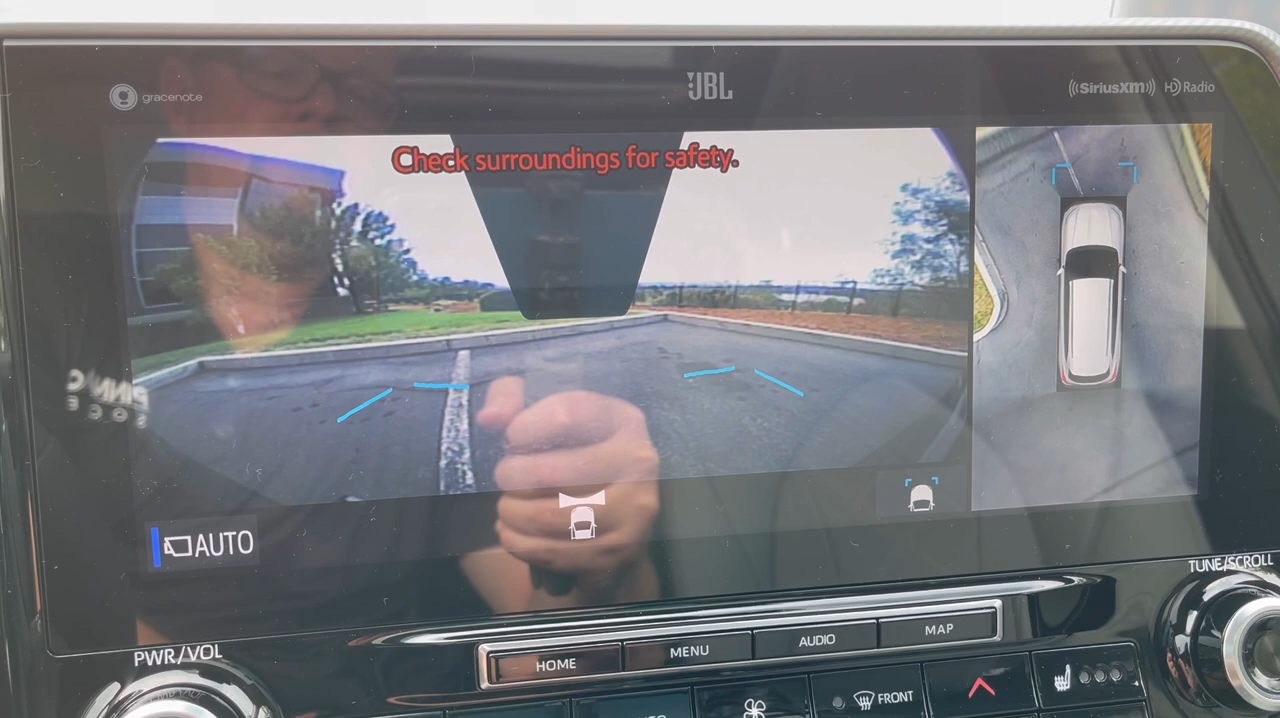 gracenote
JBL
((SiriusXM))
HD Radio
Check surroundings for safety.
AUTO
PWR/VOL
TUNE/SCROLL
HOME
MENU
AUDIO
MAP
FRONT